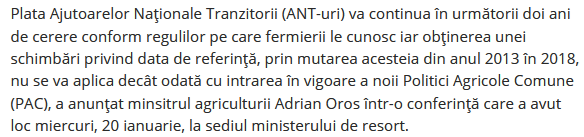 Plata Ajutoarelor Naţionale Tranzitorii (ANT-uri) va continua în următorii doi ani
de cerere conform regulilor pe care fermierii le cunosc iar obţinerea unei
schimbări privind data de referinţă, prin mutarea acesteia din anul 2013 în 2018,
nu se va aplica decât odată cu intrarea în vigoare a noii Politici Agricole Comune
(PAC), a anunţat minsitrul agriculturii Adrian Oros într-o conferinţă care a avut
loc miercuri, 20 ianuarie, la sediul ministerului de resort.